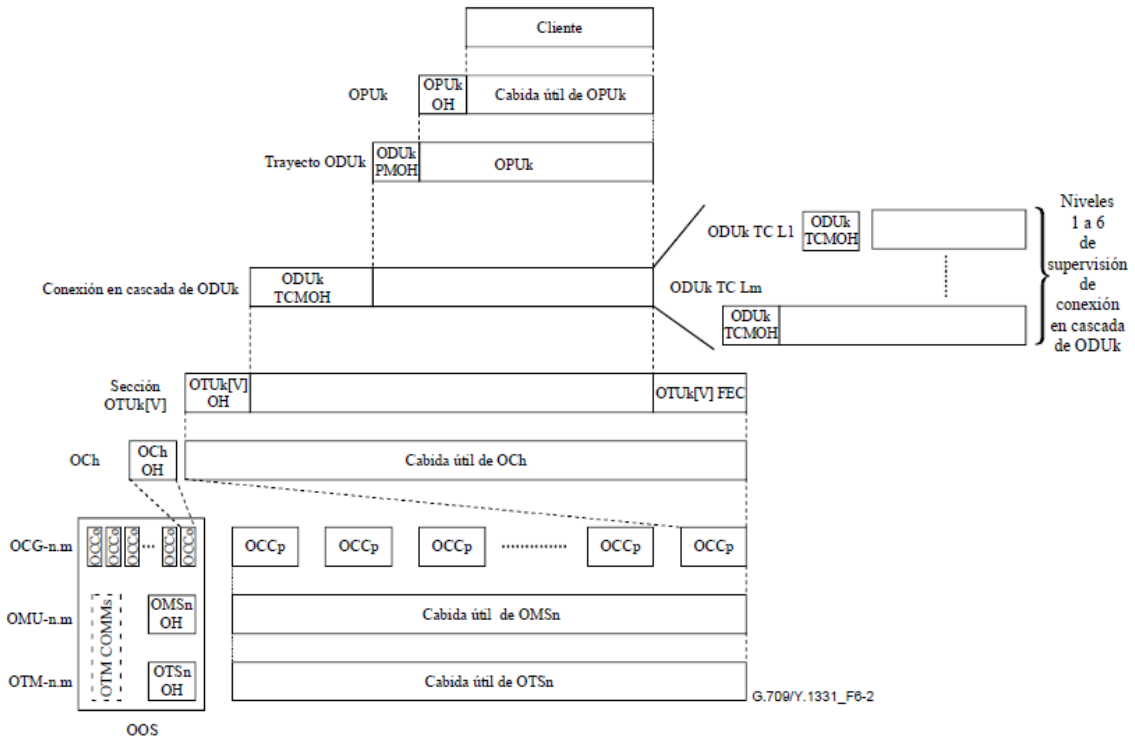 Cliente
OPUk
OPUk
OH
Cabida útil de OPUk
Trayecto ODUk
ODUk
PMOH
OPUk
ODUk TC L1
ODUk
TCMOH
Niveles
1 a 6
de
supervisión
de
conexión
en cascada
de ODUk
Conexión en cascada de ODUk
ODUk
TCMOH
ODUk TC Lm
ODUk
TCMOH
Sección
OTUk[V]
OTUk[V]
OH
OTUk[V] FEC
OCh
OCh
OH
Cabida útil de OCh
OCG-n.m
OCCo
OCCo
OCCo
OCCo
OCCo
OCCp
OCCp
OCCp
OCCp
OCCp
OMU-n.m
OTM COMMs
OMSn
OH
Cabida útil de OMSn
OTM-n.m
OTSn
OH
Cabida útil de OTSn
G.709/Y.1331_F6-2
OOS